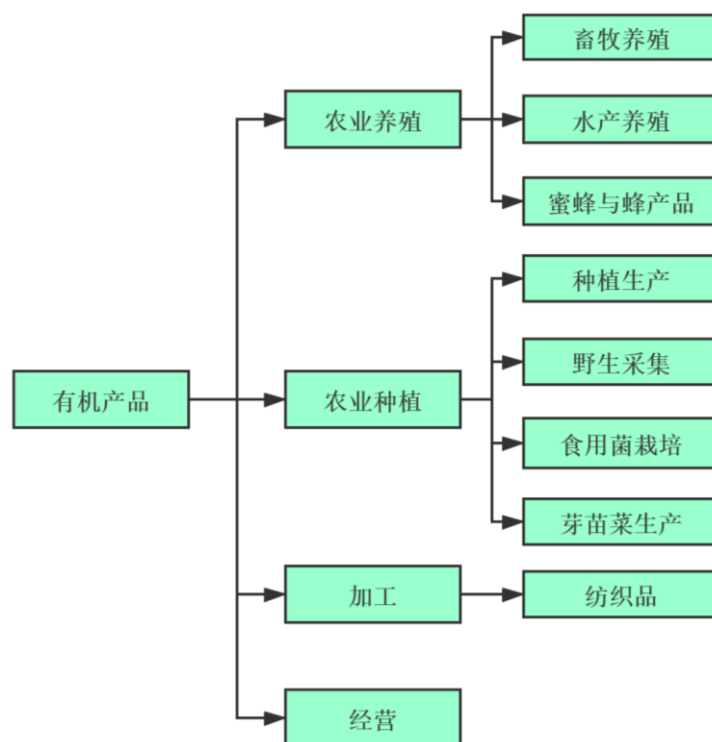 畜牧养殖
农业养殖
水产养殖
蜜蜂与蜂产品
种植生产
野生采集
有机产品
农业种植
食用菌栽培
芽苗菜生产
加工
纺织品
经营